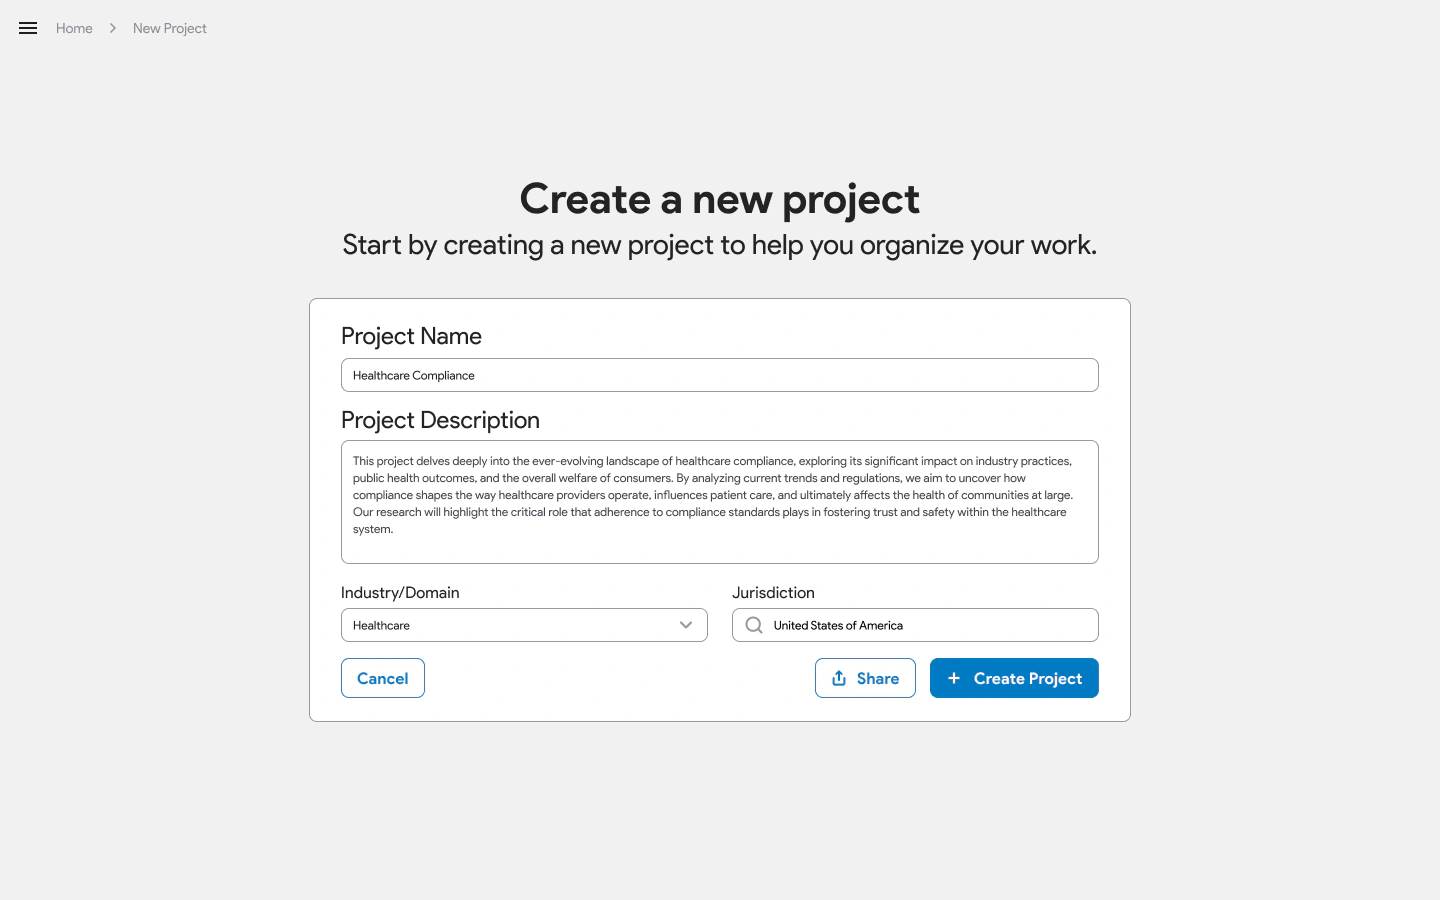 Home
New Project
Create a new project
Start by creating a new project to help you organize your work.
Project Name
Healthcare Compliance
Project Description
This project delves deeply into the ever-evolving landscape of healthcare compliance, exploring its significant impact on industry practices,
public health outcomes, and the overall welfare of consumers. By analyzing current trends and regulations, we aim to uncover how
compliance shapes the way healthcare providers operate, influences patient care, and ultimately affects the health of communities at large.
Our research will highlight the critical role that adherence to compliance standards plays in fostering trust and safety within the healthcare
system.
Industry/Domain
Healthcare
Jurisdiction
United States of America
Cancel
Share
Create Project